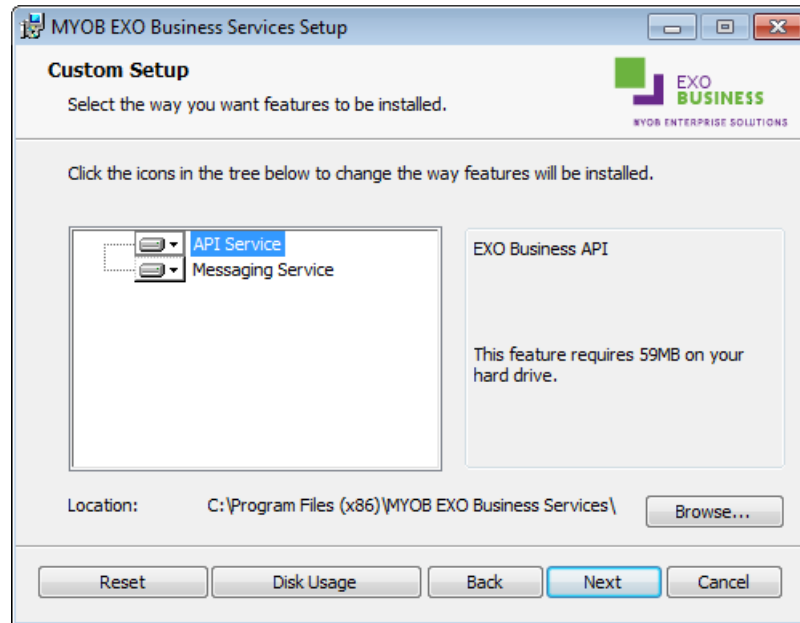 MYOB EXO Business Services Setup
Custom Setup
Select the way you want features to be installed.
EXO
BUSINESS
MYOB ENTERPRISE SOLUTIONS
Click the icons in the tree below to change the way features will be installed.
API Service
Messaging Service
EXO Business API
This feature requires 59MB on your
hard drive.
Location: C:\Program Files (x86)\MYOB EXO Business Services\ Browse...
Reset Disk Usage Back Next Cancel